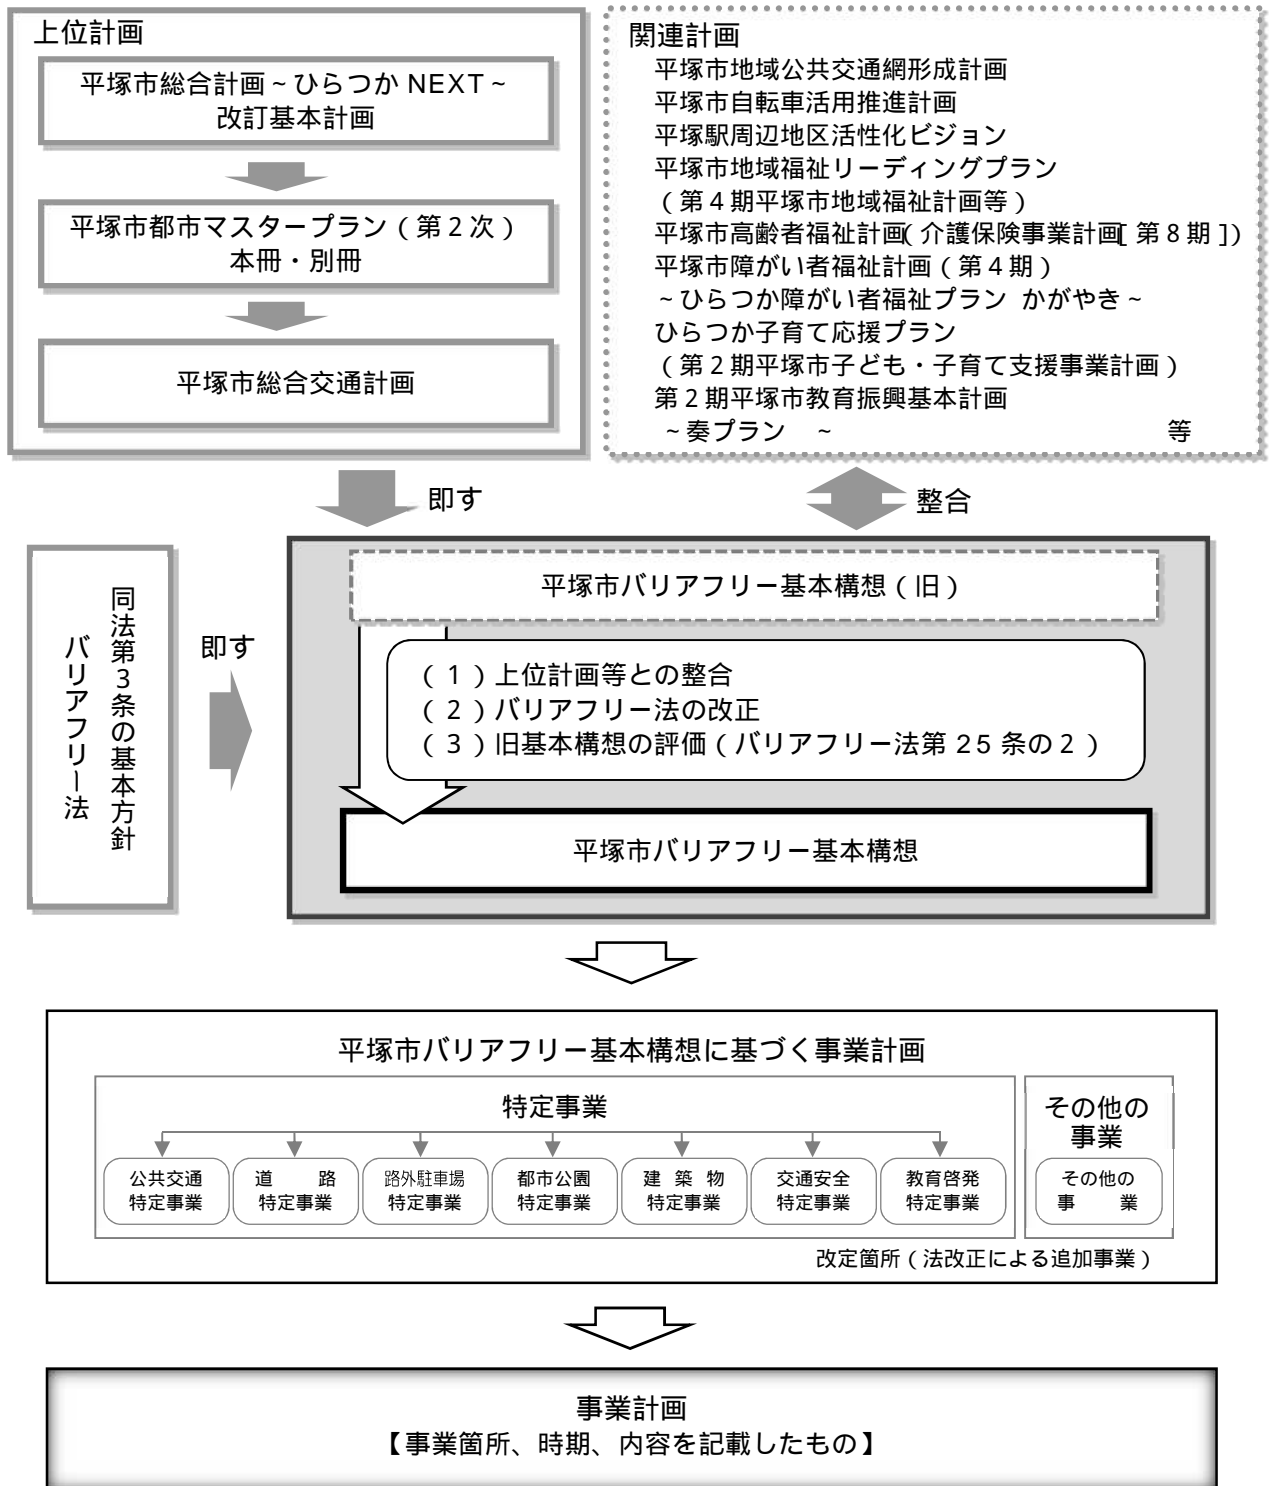 上位計画
平塚市総合計画~ひらつか NEXT~
改訂基本計画
平塚市都市マスタープラン(第2次)
本冊・別冊
平塚市総合交通計画
関連計画
平塚市地域公共交通網形成計画
平塚市自転車活用推進計画
平塚駅周辺地区活性化ビジョン
平塚市地域福祉リーディングプラン
(第4期平塚市地域福祉計画等)
平塚市高齢者福祉計画(介護保険事業計画[第8期])
平塚市障がい者福祉計画(第4期)
~ひらつか障がい者福祉プラン かがやき~
ひらつか子育て応援プラン
(第2期平塚市子ども・子育て支援事業計画)
第2期平塚市教育振興基本計画
~奏プラン ~ 等
即す
整合
同法第3条の基本方針
バリアフリー法
即す
平塚市バリアフリー基本構想(旧)
(1)上位計画等との整合
(2)バリアフリー法の改正
(3)旧基本構想の評価(バリアフリー法第 25 条の2)
平塚市バリアフリー基本構想
平塚市バリアフリー基本構想に基づく事業計画
特定事業
公共交通
特定事業
道 路
特定事業
路外駐車場
特定事業
都市公園
特定事業
建 築 物
特定事業
交通安全
特定事業
教育啓発
特定事業
その他の
事業
その他の
事 業
改定箇所(法改正による追加事業)
事業計画
【事業箇所、時期、内容を記載したもの】